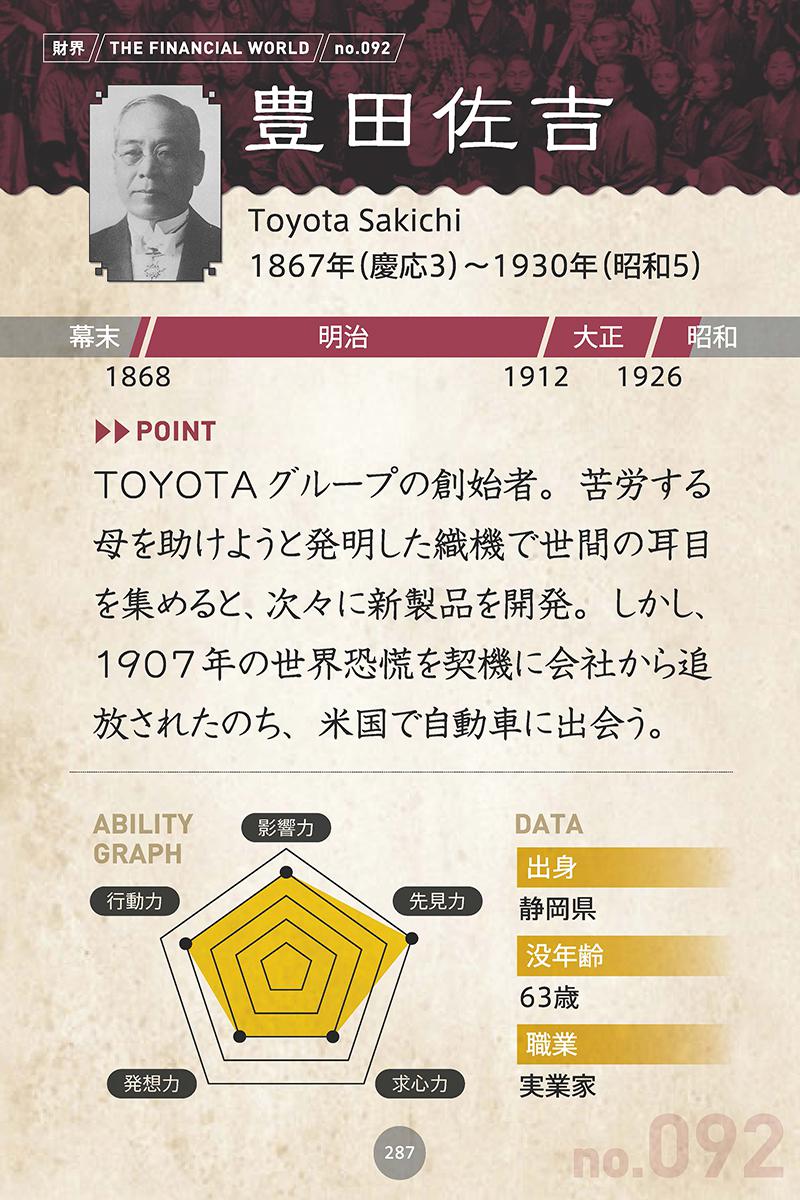 財界 THE FINANCIAL WORLD no.092
豊田佐吉
Toyota Sakichi
1867年(慶応3)～1930年(昭和5)
幕末 明治 大正 昭和
1868 1912 1926
POINT
TOYOTAグループの創始者。苦労する
母を助けようと発明した織機で世間の耳目
を集めると、次々に新製品を開発。しかし、
1907年の世界恐慌を契機に会社から追
放されたのち、米国で自動車に出会う。
ABILITY
GRAPH
影響力
行動力
先見力
発想力
求心力
DATA
出身
静岡県
没年齢
63歳
職業
実業家
287
no.092